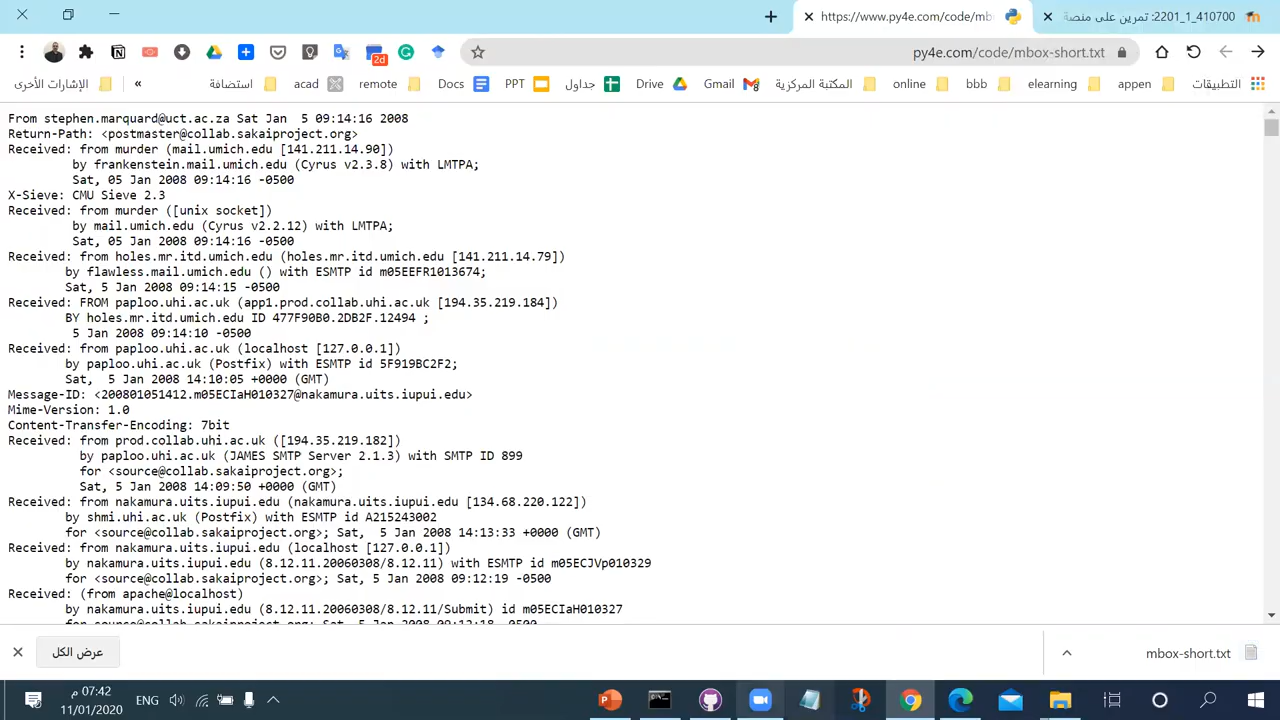 https://www.py4e.com/code/mb
2201_1_410700: تمرين على منصة
py4e.com/code/mbox-short.txt
2d
التطبيقات
appen
elearning
bbb
online
المكتبة المركزية
Gmail
Drive
جداول
PPT
Docs
remote
acad
استضافة
»
الإشارات الأخرى
From stephen.marquard@uct.ac.za Sat Jan  5 09:14:16 2008
Return-Path: <postmaster@collab.sakaiproject.org>
Received: from murder (mail.umich.edu [141.211.14.90])
by frankenstein.mail.umich.edu (Cyrus v2.3.8) with LMTPA;
Sat, 05 Jan 2008 09:14:16 -0500
X-Sieve: CMU Sieve 2.3
Received: from murder ([unix socket])
by mail.umich.edu (Cyrus v2.2.12) with LMTPA;
Sat, 05 Jan 2008 09:14:16 -0500
Received: from holes.mr.itd.umich.edu (holes.mr.itd.umich.edu [141.211.14.79])
by flawless.mail.umich.edu () with ESMTP id m05EEFR1013674;
Sat, 5 Jan 2008 09:14:15 -0500
Received: FROM paploo.uhi.ac.uk (app1.prod.collab.uhi.ac.uk [194.35.219.184])
BY holes.mr.itd.umich.edu ID 477F90B0.2DB2F.12494 ;
5 Jan 2008 09:14:10 -0500
Received: from paploo.uhi.ac.uk (localhost [127.0.0.1])
by paploo.uhi.ac.uk (Postfix) with ESMTP id 5F919BC2F2;
Sat,  5 Jan 2008 14:10:05 +0000 (GMT)
Message-ID: <200801051412.m05ECIaH010327@nakamura.uits.iupui.edu>
Mime-Version: 1.0
Content-Transfer-Encoding: 7bit
Received: from prod.collab.uhi.ac.uk ([194.35.219.182])
by paploo.uhi.ac.uk (JAMES SMTP Server 2.1.3) with SMTP ID 899
for <source@collab.sakaiproject.org>;
Sat, 5 Jan 2008 14:09:50 +0000 (GMT)
Received: from nakamura.uits.iupui.edu (nakamura.uits.iupui.edu [134.68.220.122])
by shmi.uhi.ac.uk (Postfix) with ESMTP id A215243002
for <source@collab.sakaiproject.org>; Sat,  5 Jan 2008 14:13:33 +0000 (GMT)
Received: from nakamura.uits.iupui.edu (localhost [127.0.0.1])
by nakamura.uits.iupui.edu (8.12.11.20060308/8.12.11) with ESMTP id m05ECJVp010329
for <source@collab.sakaiproject.org>; Sat, 5 Jan 2008 09:12:19 -0500
Received: (from apache@localhost)
by nakamura.uits.iupui.edu (8.12.11.20060308/8.12.11/Submit) id m05ECIaH010327
for source@collab.sakaiproject.org; Sat, 5 Jan 2008 09:12:18 -0500
mbox-short.txt
عرض الكل
07:42 م
11/01/2020
ENG